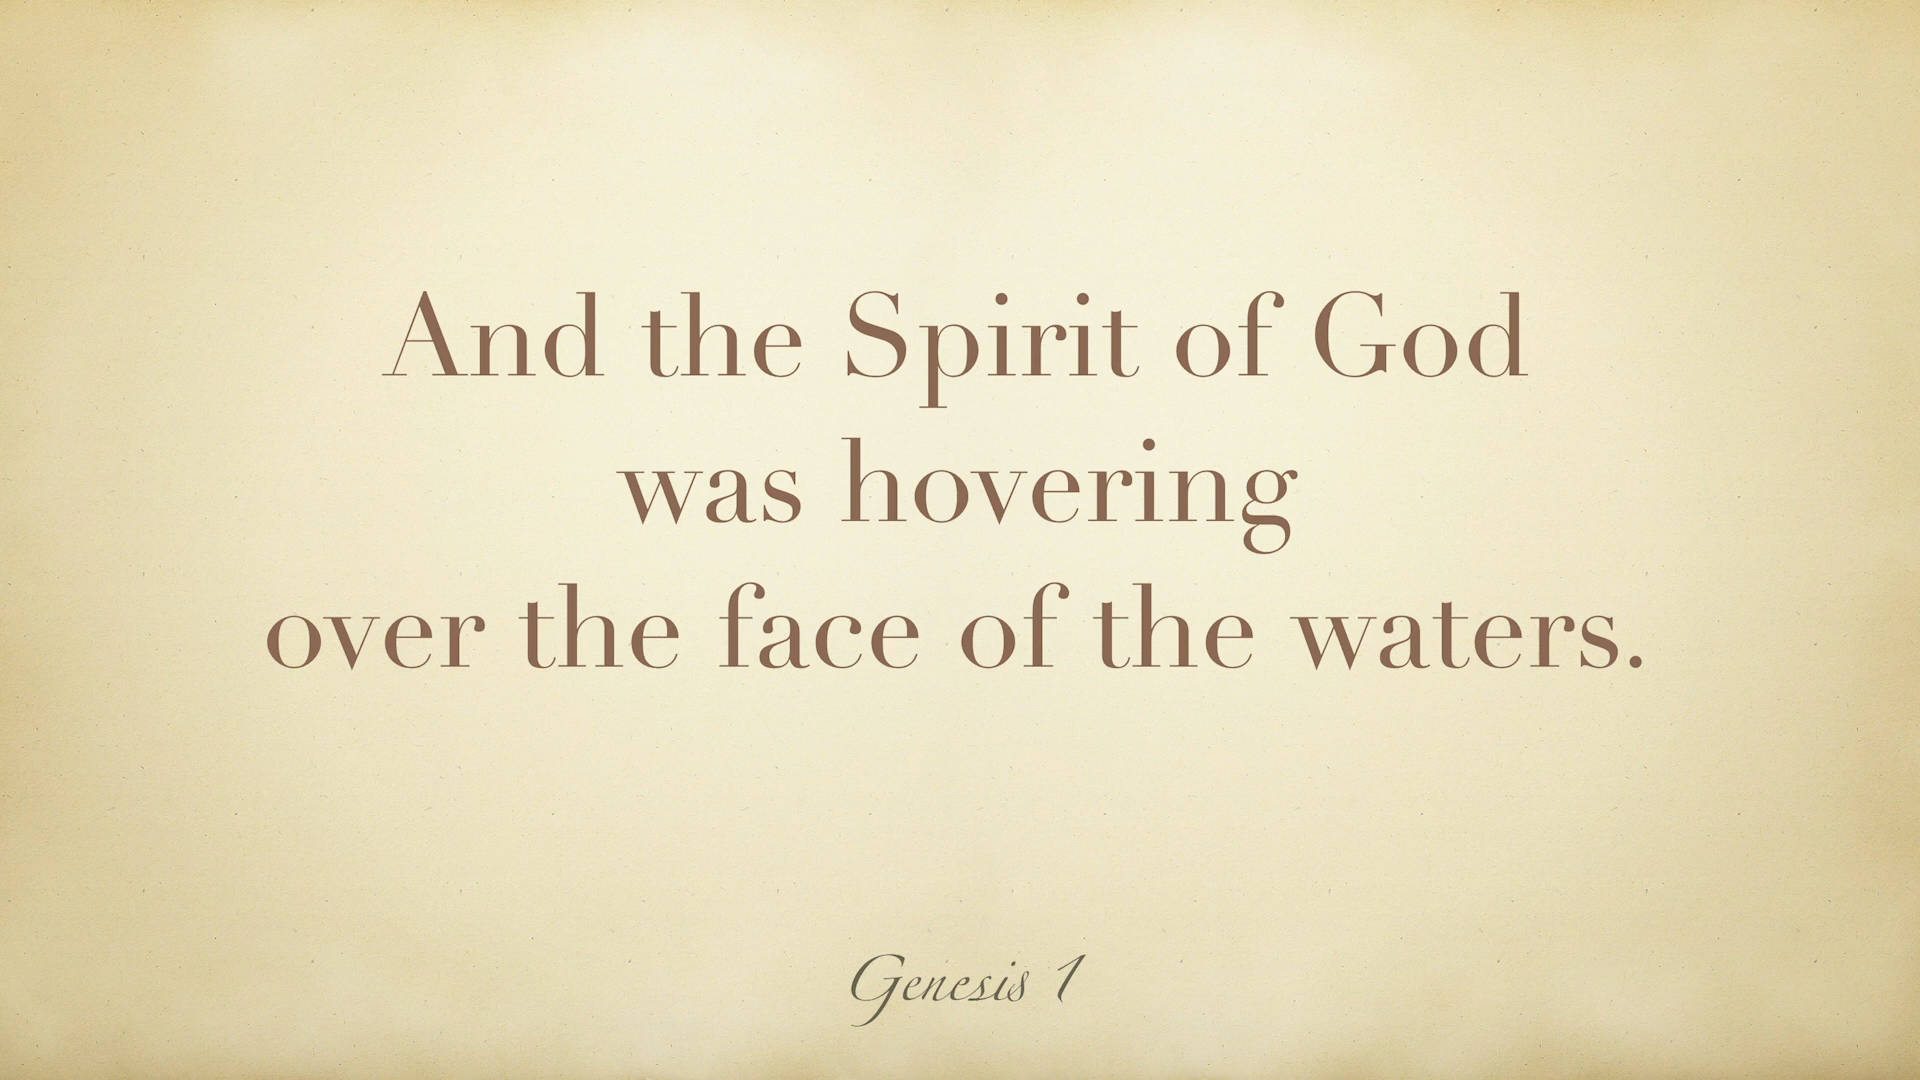 And the Spirit of God
was hovering
over the face of the waters.
Genesis 1